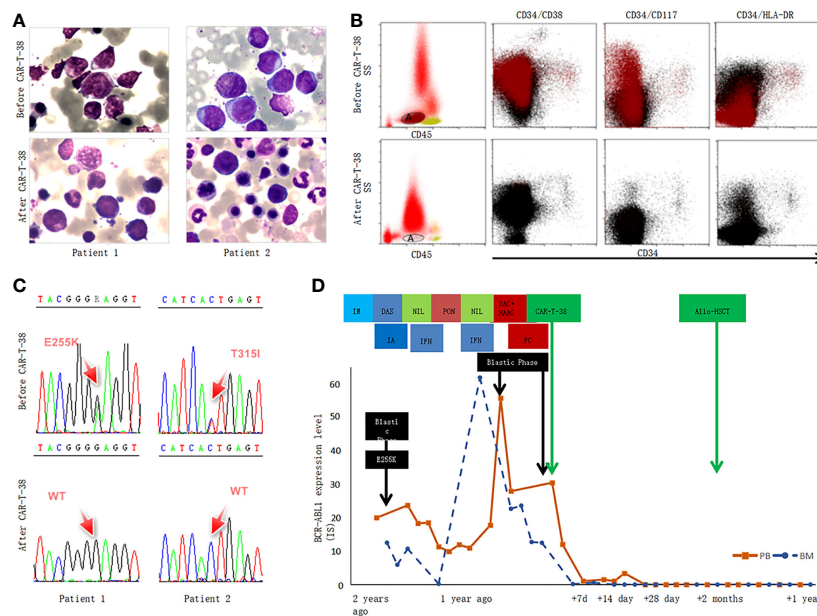 A
Before CAR-T-38
After CAR-T-38
Patient 1
Patient 2
B
CD34/CD38
CD34/CD117
CD34/HLA-DR
Before CAR-T-38
SS
A
CD45
After CAR-T-38
SS
A
CD45
CD34
C
TACGGGRAGGT
CATCACTGAGT
Before CAR-T-38
E255K
T315I
TACGGGGAGGT
CATCACTGAGT
After CAR-T-38
WT
WT
Patient 1
Patient 2
D
IM DAS NIL PON NIL DAC+ HAAG CAR-T-38 Allo-HSCT
IA IFN IFN FC
Blastic Phase
Blasti
c
E255K
BCR-ABL1 expression level
(IS)
60
50
40
30
20
10
0
PB BM
2 years ago
1 year ago
+7d
+14 day
+28 day
+2 months
+1 yea